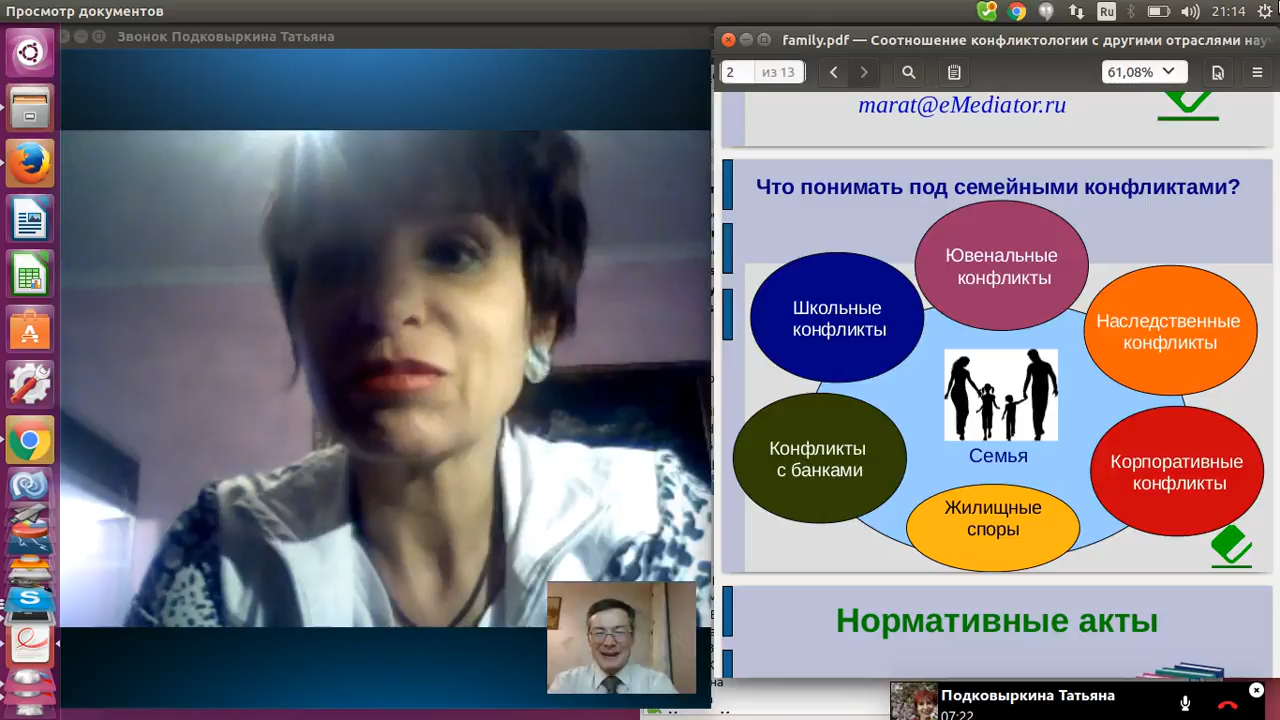 Просмотр документов
Ru
21:14
Звонок Подковыркина Татьяна
family.pdf — Соотношение конфликтологии с другими отраслями
2 из 13
61,08%
marat@eMediator.ru
Что понимать под семейными конфликтами?
Ювенальные
конфликты
Школьные
конфликты
Наследственные
конфликты
Семья
Конфликты
с банками
Корпоративные
конфликты
Жилищные
споры
Нормативные акты
Подковыркина Татьяна
07:22